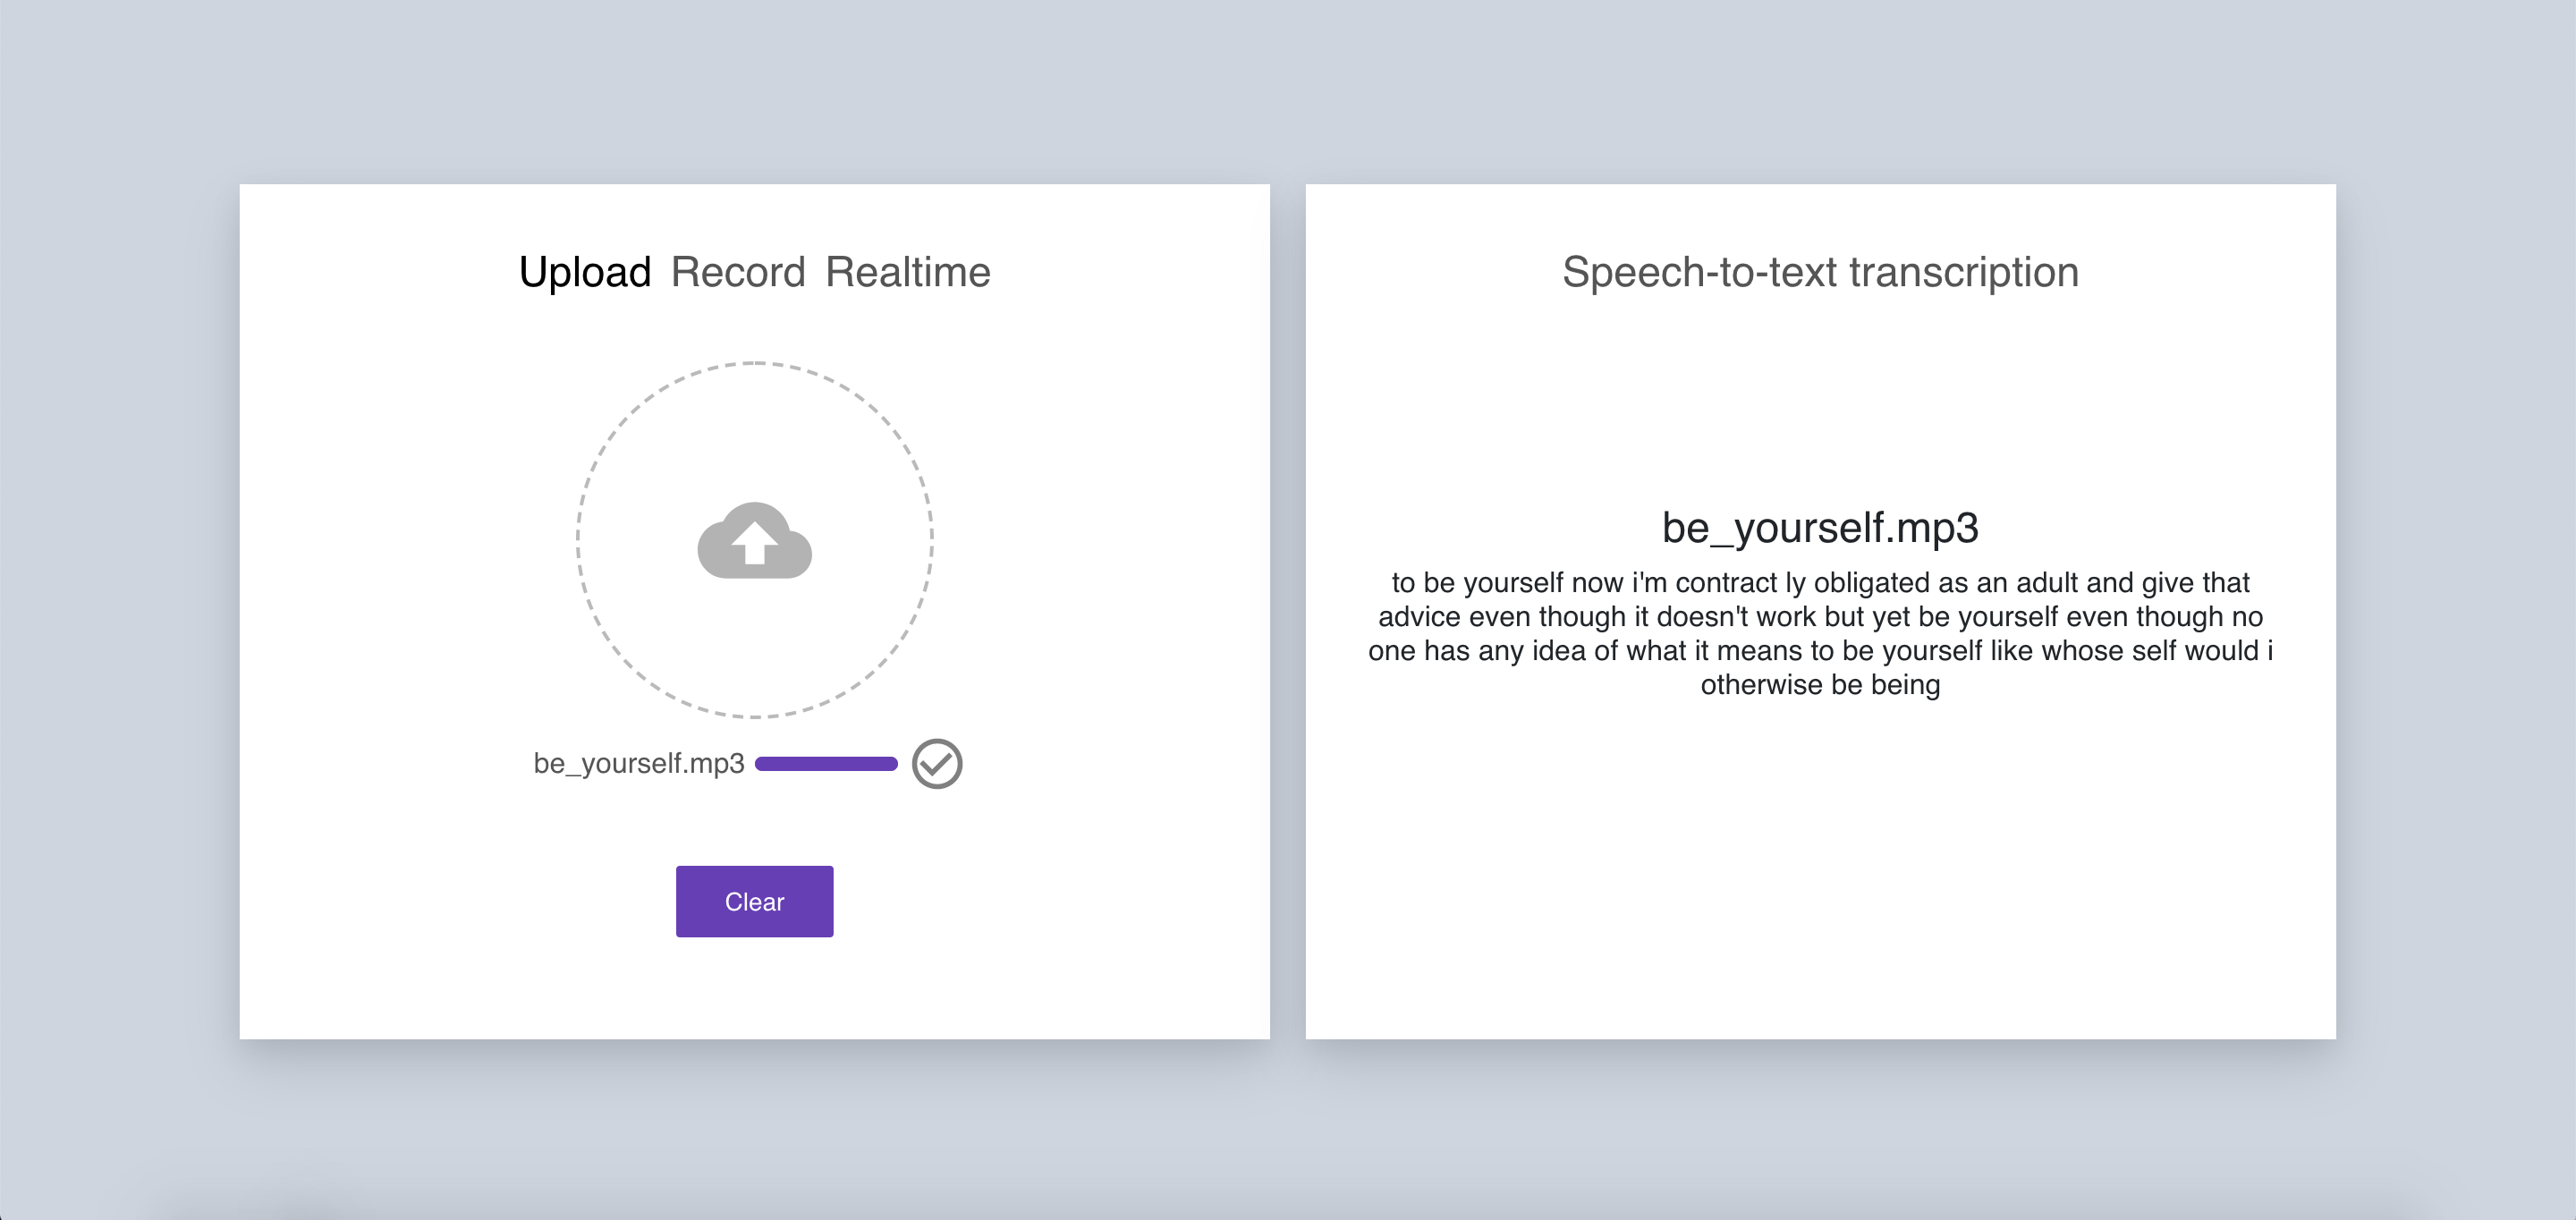 Upload Record Realtime
be_yourself.mp3
Clear
Speech-to-text transcription
be_yourself.mp3
to be yourself now i'm contract ly obligated as an adult and give that
advice even though it doesn't work but yet be yourself even though no
one has any idea of what it means to be yourself like whose self would i
otherwise be being